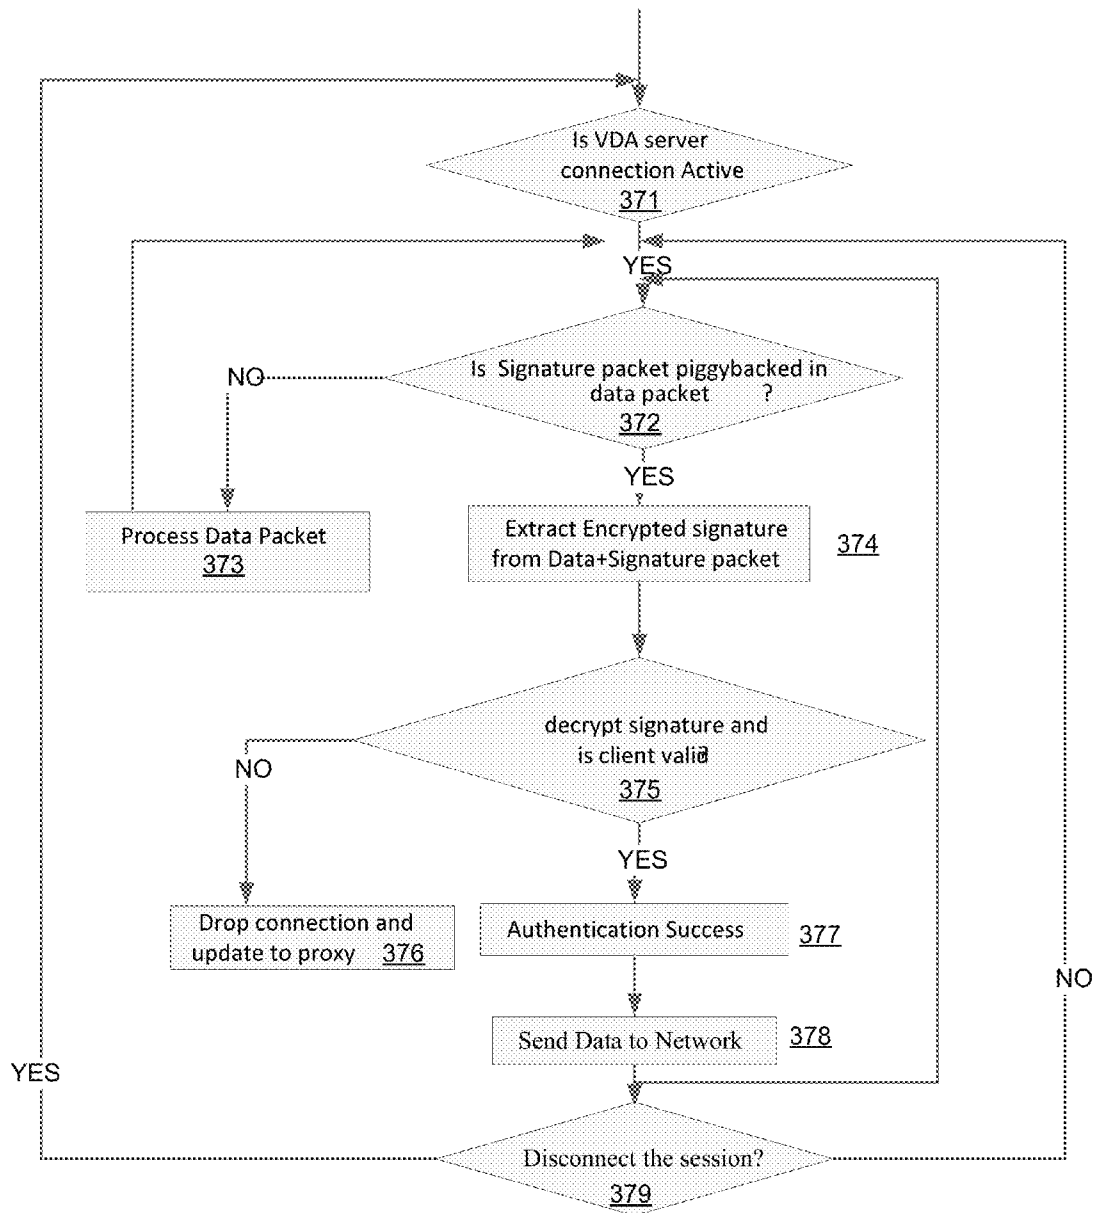 Is VDA server
connection Active
371
YES
Is Signature packet piggybacked in
data packet ?
372
NO
YES
Process Data Packet
373
Extract Encrypted signature
from Data+Signature packet
374
decrypt signature and
is client valid?
375
NO
YES
Drop connection and
update to proxy 376
Authentication Success
377
NO
Send Data to Network
378
YES
Disconnect the session?
379